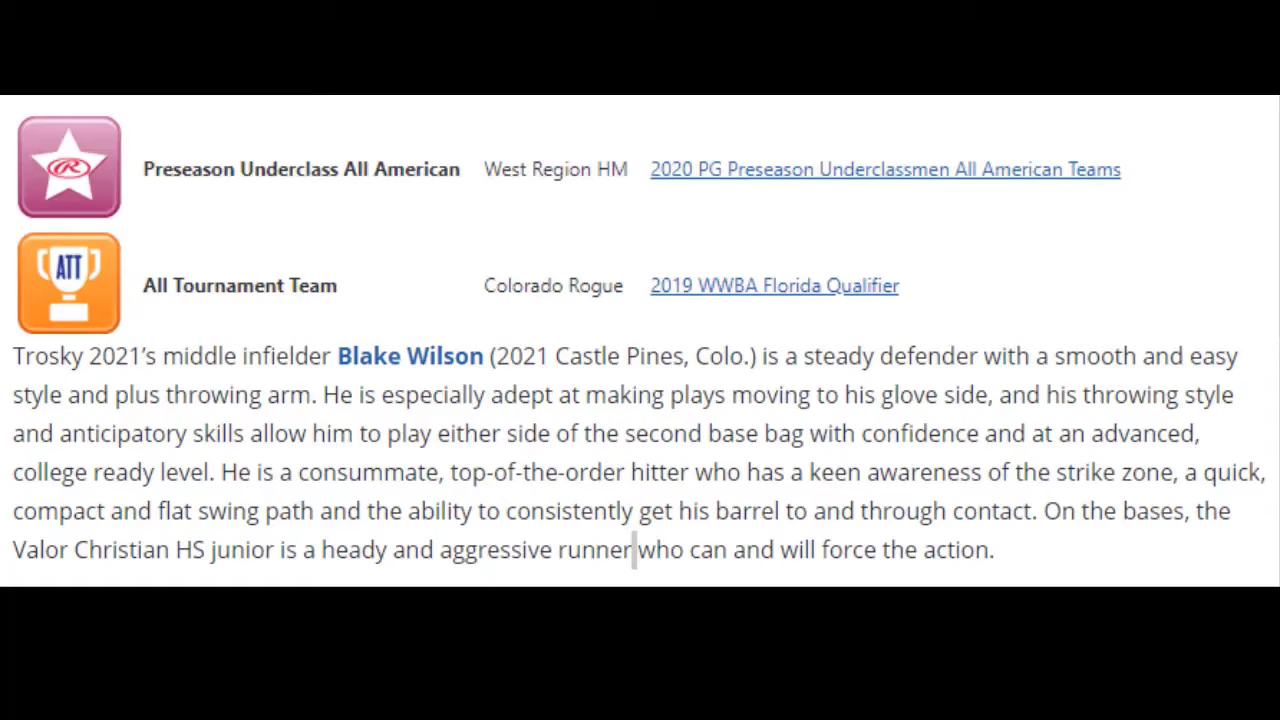 Preseason Underclass All American West Region HM 2020 PG Preseason Underclassmen All American Teams
R
ATT
All Tournament Team Colorado Rogue 2019 WWBA Florida Qualifier
Trosky 2021's middle infielder Blake Wilson (2021 Castle Pines, Colo.) is a steady defender with a smooth and easy
style and plus throwing arm. He is especially adept at making plays moving to his glove side, and his throwing style
and anticipatory skills allow him to play either side of the second base bag with confidence and at an advanced,
college ready level. He is a consummate, top-of-the-order hitter who has a keen awareness of the strike zone, a quick,
compact and flat swing path and the ability to consistently get his barrel to and through contact. On the bases, the
Valor Christian HS junior is a heady and aggressive runner who can and will force the action.